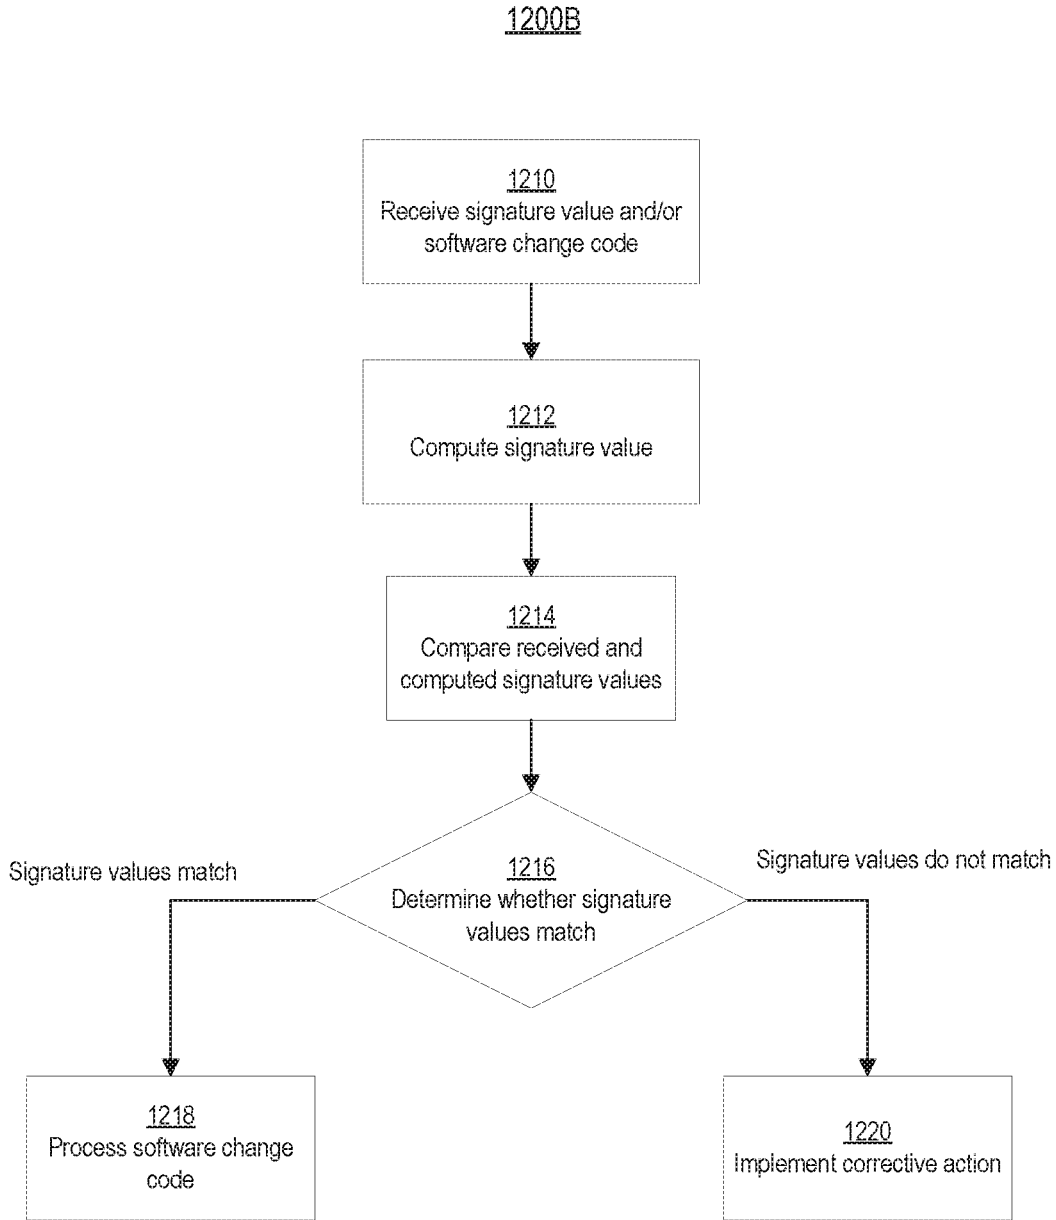 1200B
1210
Receive signature value and/or
software change code
1212
Compute signature value
1214
Compare received and
computed signature values
Signature values match
1216
Determine whether signature
values match
Signature values do not match
1218
Process software change
code
1220
Implement corrective action